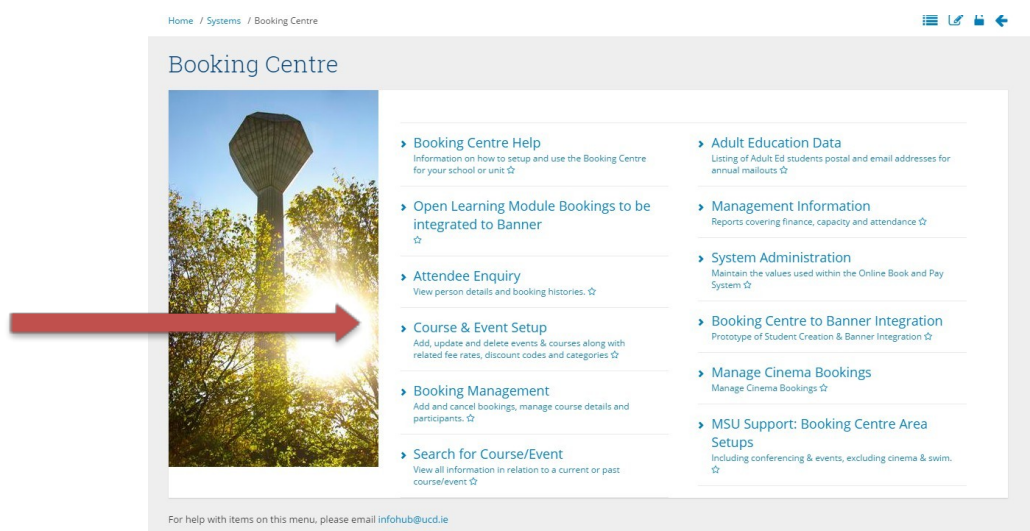 Home / Systems / Booking Centre
Booking Centre
Booking Centre Help
Information on how to setup and use the Booking Centre
for your school or unit
Open Learning Module Bookings to be
integrated to Banner
Attendee Enquiry
View person details and booking histories.
Course & Event Setup
Add, update and delete events & courses along with
related fee rates, discount codes and categories
Booking Management
Add and cancel bookings, manage course details and
participants.
Search for Course/Event
View all information in relation to a current or past
course/event
Adult Education Data
Listing of Adult Ed students postal and email addresses for
annual mailouts
Management Information
Reports covering finance, capacity and attendance
System Administration
Maintain the values used within the Online Book and Pay
System
Booking Centre to Banner Integration
Prototype of Student Creation & Banner Integration
Manage Cinema Bookings
Manage Cinema Bookings
MSU Support: Booking Centre Area
Setups
Including conferencing & events, excluding cinema & swim.
For help with items on this menu, please email infohub@ucd.ie